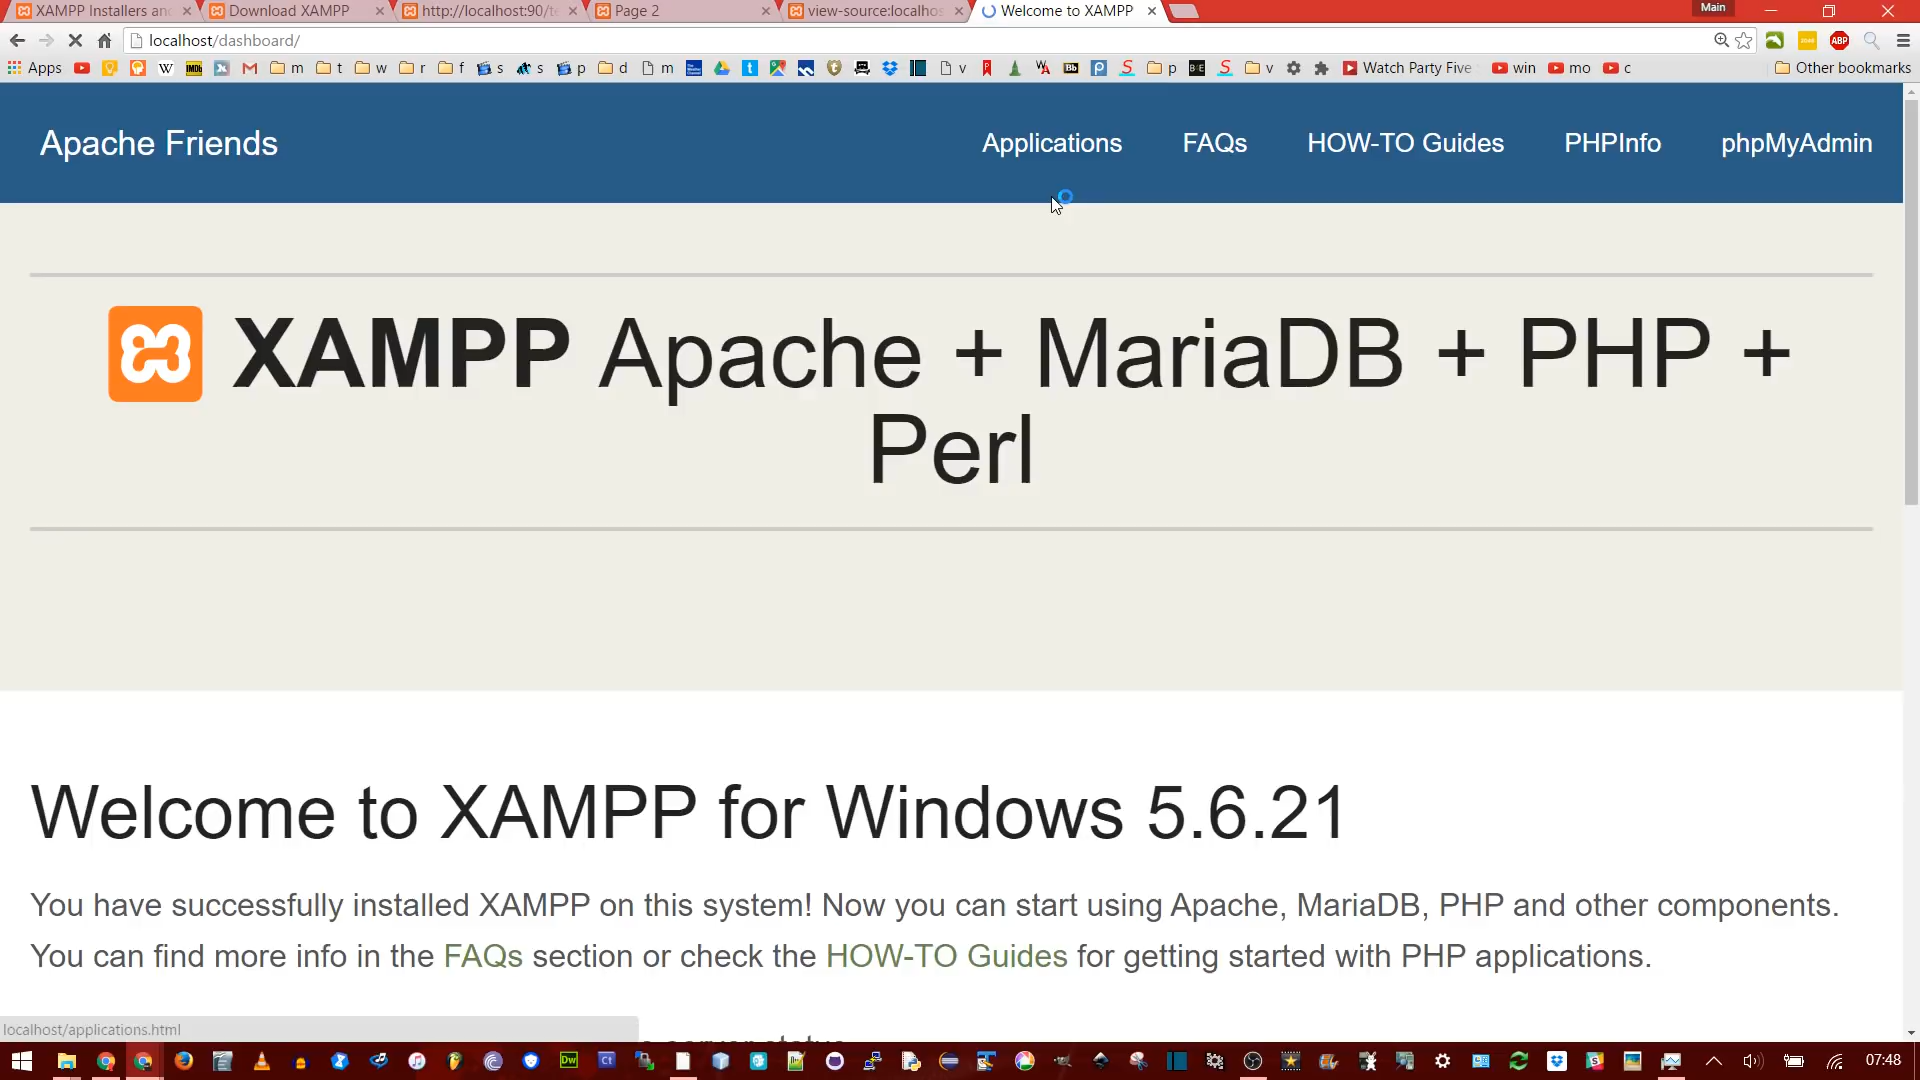 XAMPP Installers an
Download XAMPP
http://localhost:90/te
Page 2
view-source:localhos
Welcome to XAMPP
Main
localhost/dashboard/
Apps
m
t
w
r
f
s
s
p
d
m
v
p
v
Watch Party Five
win
mo
c
Other bookmarks
Apache Friends
Applications
FAQs
HOW-TO Guides
PHPInfo
phpMyAdmin
XAMPP Apache + MariaDB + PHP +
Perl
Welcome to XAMPP for Windows 5.6.21
You have successfully installed XAMPP on this system! Now you can start using Apache, MariaDB, PHP and other components.
You can find more info in the FAQs section or check the HOW-TO Guides for getting started with PHP applications.
server status
localhost/applications.html
07:48